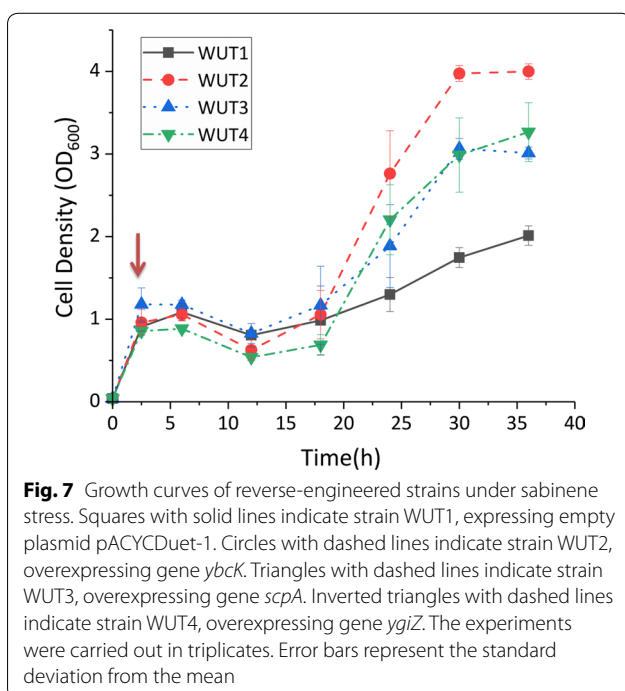 WUT1
WUT2
WUT3
WUT4
Cell Density (OD600)
4
3
2
1
0
0 5 10 15 20 25 30 35 40
Time(h)
Fig. 7 Growth curves of reverse-engineered strains under sabinene
stress. Squares with solid lines indicate strain WUT1, expressing empty
plasmid pACYCDuet-1. Circles with dashed lines indicate strain WUT2,
overexpressing gene ybcK. Triangles with dashed lines indicate strain
WUT3, overexpressing gene scpA. Inverted triangles with dashed lines
indicate strain WUT4, overexpressing gene ygiZ. The experiments
were carried out in triplicates. Error bars represent the standard
deviation from the mean